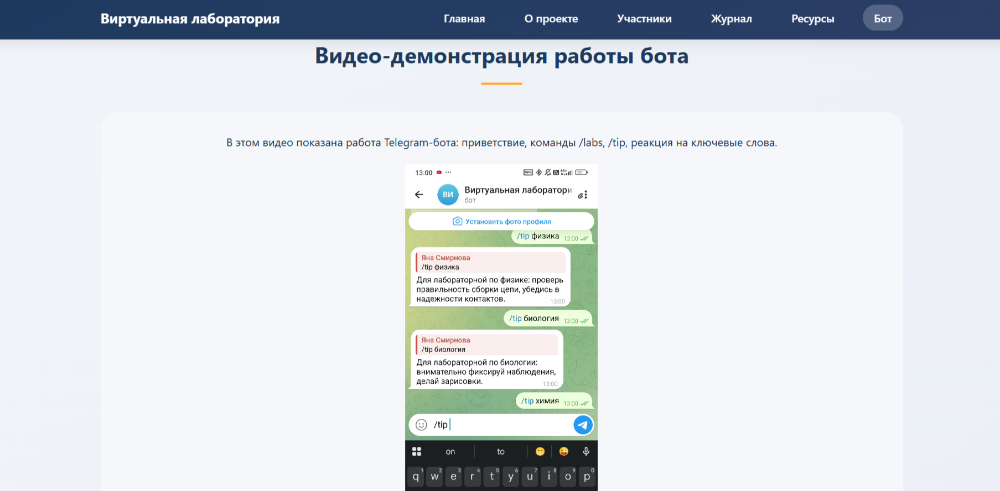 Виртуальная лаборатория
Главная
О проекте
Участники
Журнал
Ресурсы
Бот
Видео-демонстрация работы бота
В этом видео показана работа Telegram-бота: приветствие, команды /labs, /tip, реакция на ключевые слова.
13:00
VPN
4G+
21
ВИ
Виртуальная лаборатори
бот
Установить фото профиля
/tip физика 13:00
Яна Смирнова
/tip физика
Для лабораторной по физике: проверь
правильность сборки цепи, убедись в
надежности контактов.
13:00
/tip биология 13:00
Яна Смирнова
/tip биология
Для лабораторной по биологии:
внимательно фиксируй наблюдения,
делай зарисовки.
13:00
/tip химия 13:00
/tip
on
to
q1 w2 e3 r4 t5 y6 u7 i8 o9 p0